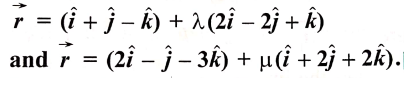 r⃗ = (î + ĵ − k̂) + λ(2î − 2ĵ + k̂)
and r⃗ = (2î − ĵ − 3k̂) + μ(î + 2ĵ + 2k̂).